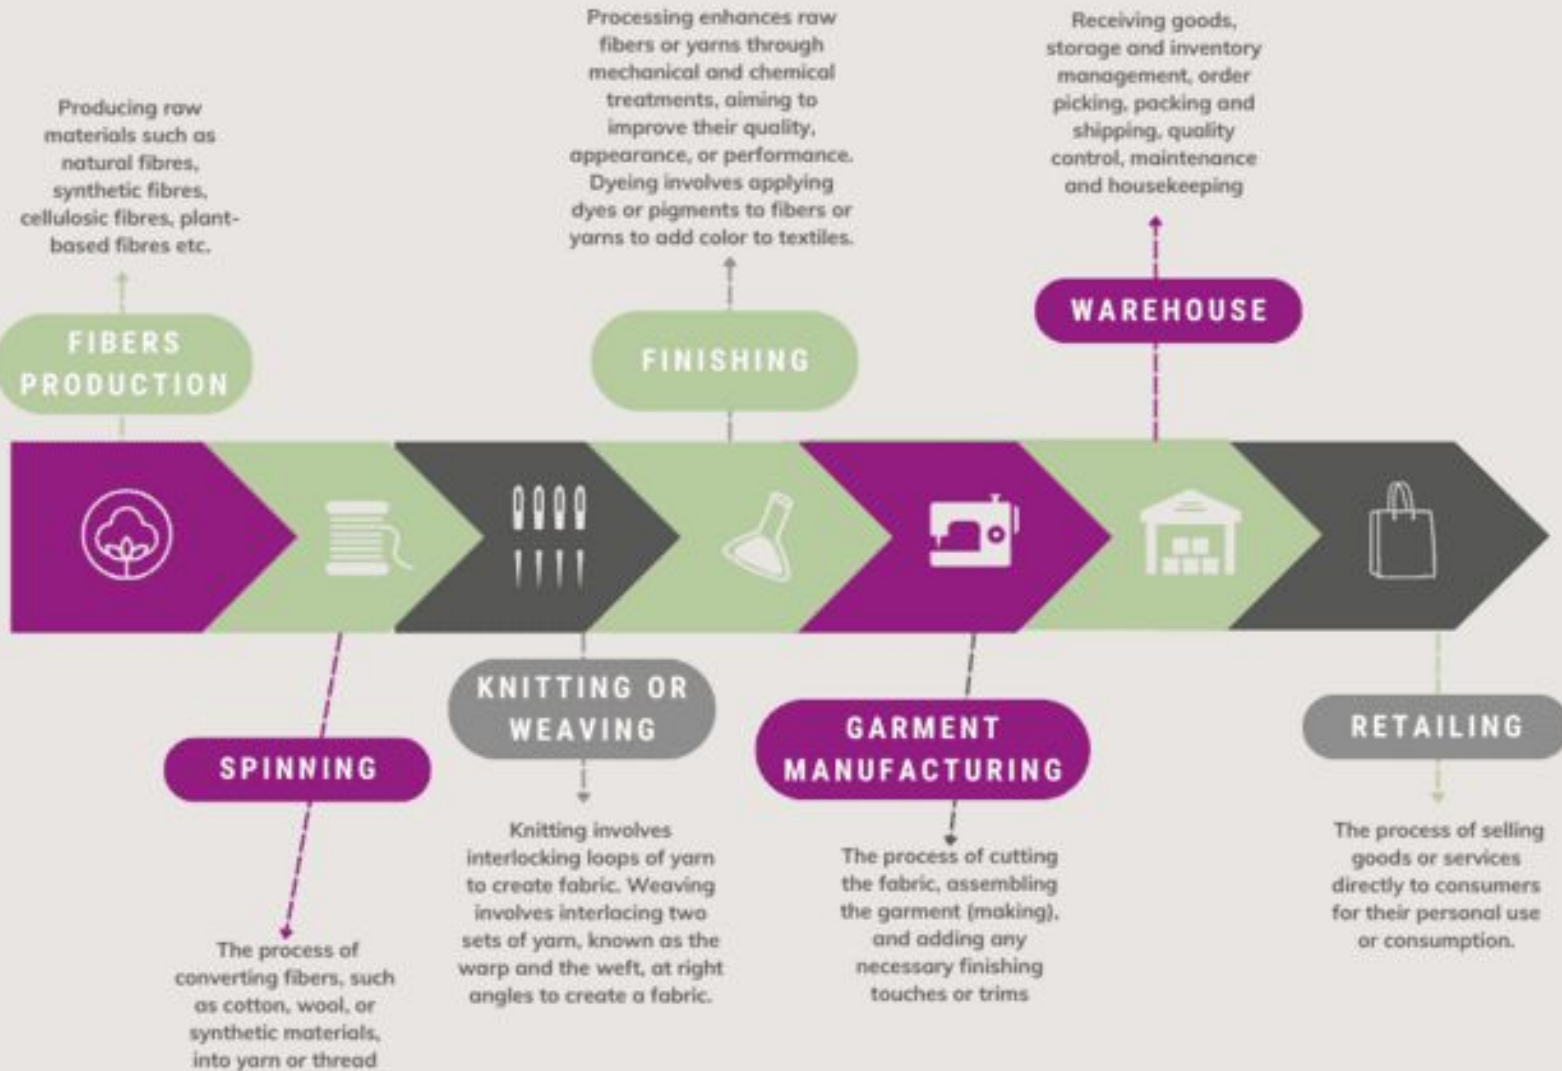 Producing raw
materials such as
natural fibres,
synthetic fibres,
cellulosic fibres, plant-
based fibres etc.
FIBERS
PRODUCTION
The process of
converting fibers, such
as cotton, wool, or
synthetic materials,
into yarn or thread
SPINNING
Knitting involves
interlocking loops of yarn
to create fabric. Weaving
involves interlacing two
sets of yarn, known as the
warp and the weft, at right
angles to create a fabric.
KNITTING OR
WEAVING
Processing enhances raw
fibers or yarns through
mechanical and chemical
treatments, aiming to
improve their quality,
appearance, or performance.
Dyeing involves applying
dyes or pigments to fibers or
yarns to add color to textiles.
FINISHING
GARMENT
MANUFACTURING
The process of cutting
the fabric, assembling
the garment (making),
and adding any
necessary finishing
touches or trims
Receiving goods,
storage and inventory
management, order
picking, packing and
shipping, quality
control, maintenance
and housekeeping
WAREHOUSE
RETAILING
The process of selling
goods or services
directly to consumers
for their personal use
or consumption.